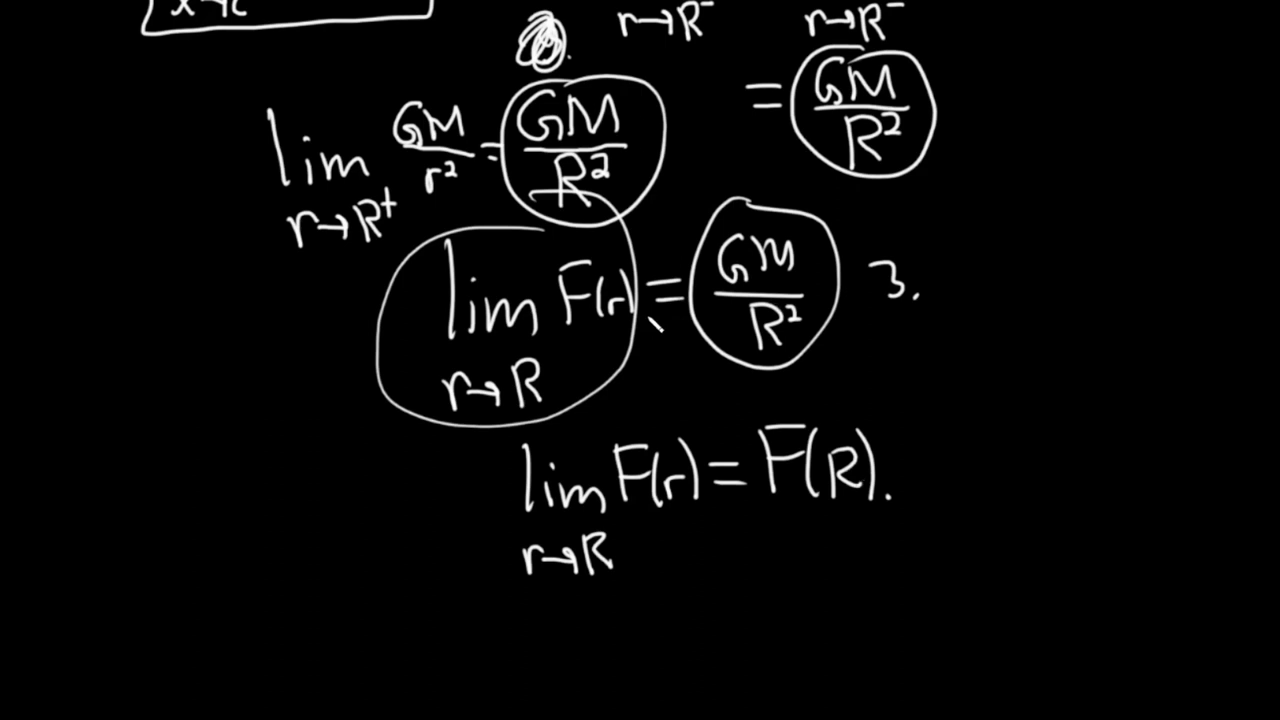 x→c
r→R⁻ r→R⁻
lim GM/r² = GM/R² = GM/R²
r→R⁺
lim F(r) = GM/R² 3.
r→R
lim F(r) = F(R).
r→R